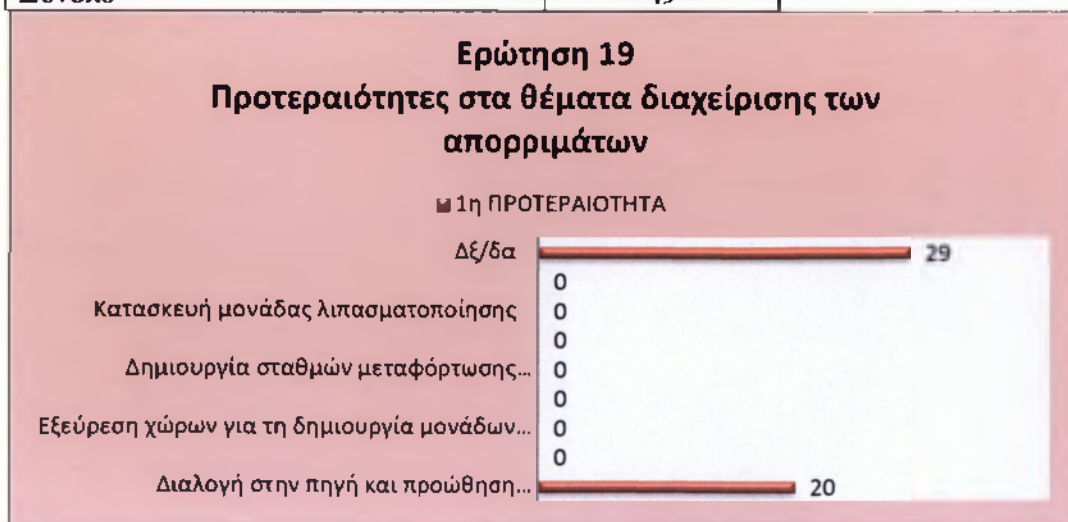 Ερώτηση 19
Προτεραιότητες στα θέματα διαχείρισης των
απορριμάτων
1η ΠΡΟΤΕΡΑΙΟΤΗΤΑ
Δξ/δα 29
0
Κατασκευή μονάδας λιπασματοποίησης 0
0
Δημιουργία σταθμών μεταφόρτωσης... 0
0
Εξεύρεση χώρων για τη δημιουργία μονάδων... 0
0
Διαλογή στην πηγή και προώθηση... 20